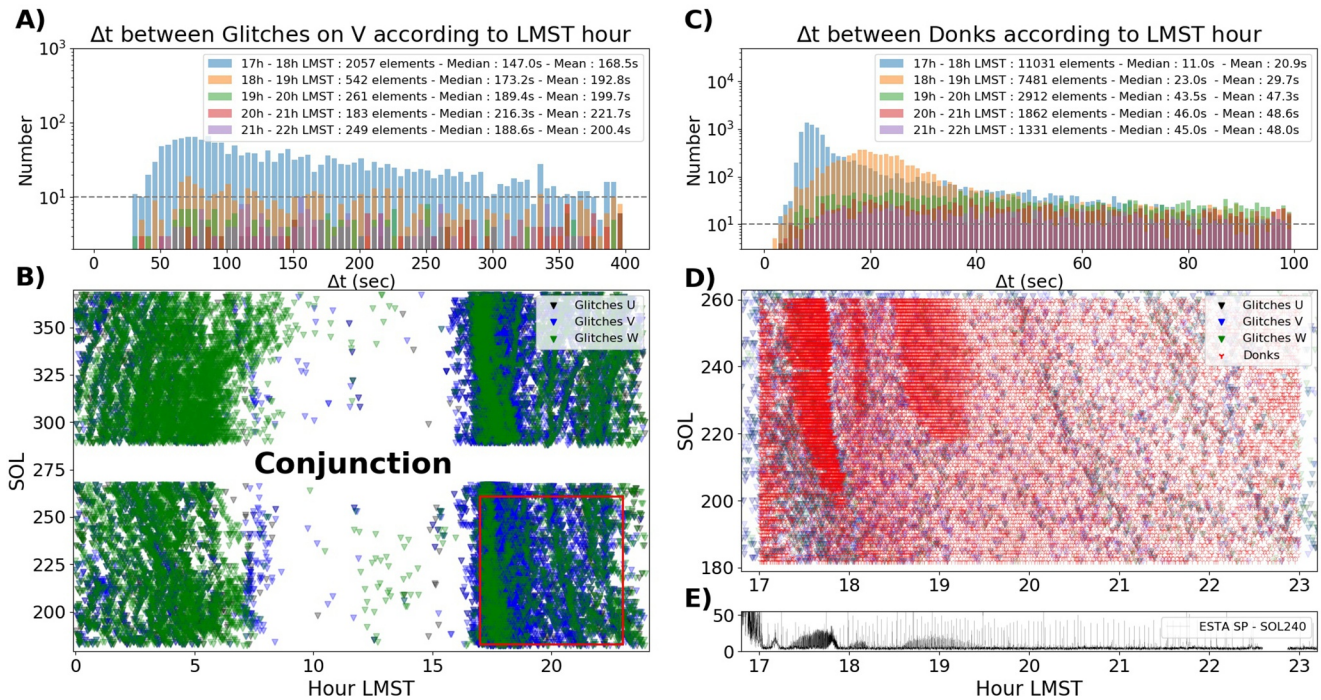 A)
Δt between Glitches on V according to LMST hour
17h - 18h LMST : 2057 elements - Median : 147.0s - Mean : 168.5s
18h - 19h LMST : 542 elements - Median : 173.2s - Mean : 192.8s
19h - 20h LMST : 261 elements - Median : 189.4s - Mean : 199.7s
20h - 21h LMST : 183 elements - Median : 216.3s - Mean : 221.7s
21h - 22h LMST : 249 elements - Median : 188.6s - Mean : 200.4s
Number
10³
10²
10¹
0 50 100 150 200 250 300 350 400
Δt (sec)
B)
Glitches U
Glitches V
Glitches W
SOL
350
325
300
275
250
225
200
Conjunction
0 5 10 15 20
Hour LMST
C)
Δt between Donks according to LMST hour
17h - 18h LMST : 11031 elements - Median : 11.0s - Mean : 20.9s
18h - 19h LMST : 7481 elements - Median : 23.0s - Mean : 29.7s
19h - 20h LMST : 2912 elements - Median : 43.5s - Mean : 47.3s
20h - 21h LMST : 1862 elements - Median : 46.0s - Mean : 48.6s
21h - 22h LMST : 1331 elements - Median : 45.0s - Mean : 48.0s
Number
10⁴
10³
10²
10¹
0 20 40 60 80 100
Δt (sec)
D)
Glitches U
Glitches V
Glitches W
Donks
SOL
260
240
220
200
180
17 18 19 20 21 22 23
E)
ESTA SP - SOL240
50
0
17 18 19 20 21 22 23
Hour LMST